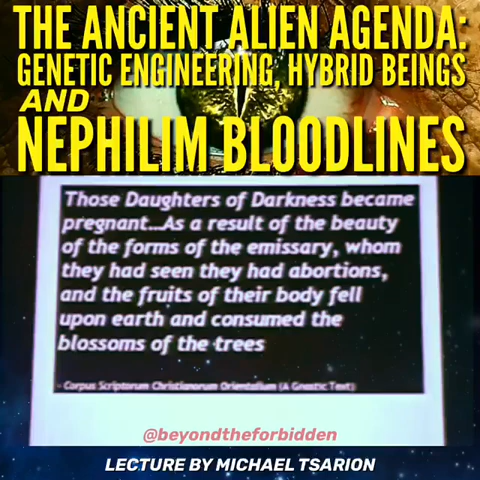 THE ANCIENT ALIEN AGENDA:
GENETIC ENGINEERING, HYBRID BEINGS
AND
NEPHILIM BLOODLINES
Those Daughters of Darkness became
pregnant...As a result of the beauty
of the forms of the emissary, whom
they had seen they had abortions,
and the fruits of their body fell
upon earth and consumed the
blossoms of the trees
- Corpus Scriptorum Christianorum Orientalium (A Gnostic Text)
@beyondtheforbidden
LECTURE BY MICHAEL TSARION